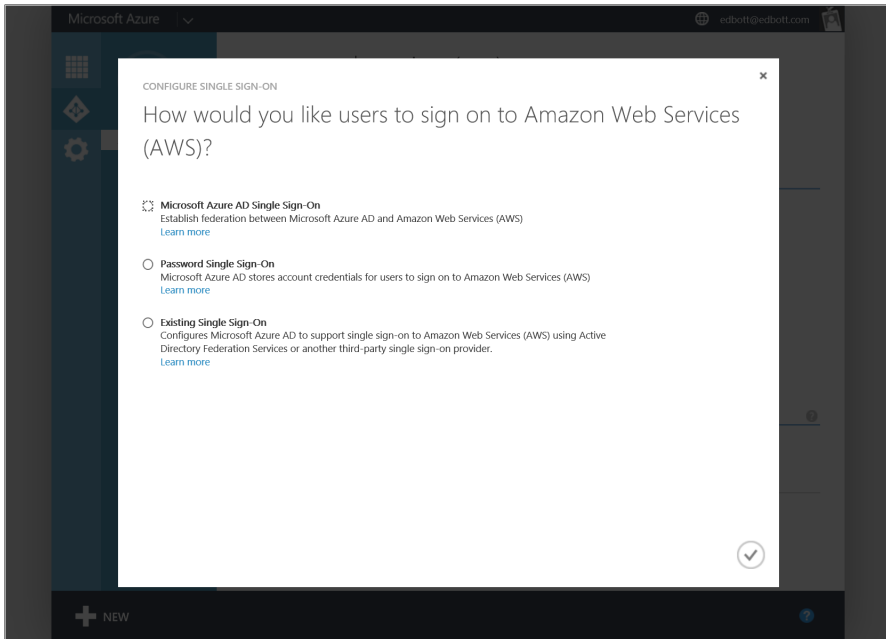 Microsoft Azure
edbott@edbott.com
CONFIGURE SINGLE SIGN-ON
How would you like users to sign on to Amazon Web Services
(AWS)?
Microsoft Azure AD Single Sign-On
Establish federation between Microsoft Azure AD and Amazon Web Services (AWS)
Learn more
Password Single Sign-On
Microsoft Azure AD stores account credentials for users to sign on to Amazon Web Services (AWS)
Learn more
Existing Single Sign-On
Configures Microsoft Azure AD to support single sign-on to Amazon Web Services (AWS) using Active
Directory Federation Services or another third-party single sign-on provider.
Learn more
NEW